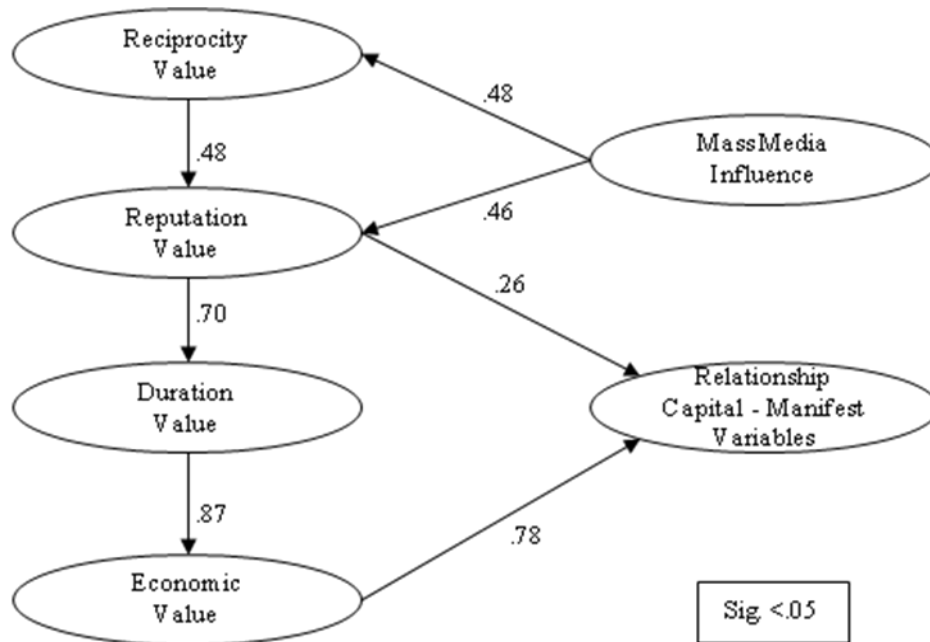 Reciprocity
Value
.48
.48
MassMedia
Influence
Reputation
Value
.46
.26
.70
Duration
Value
Relationship
Capital - Manifest
Variables
.87
.78
Economic
Value
Sig. <.05